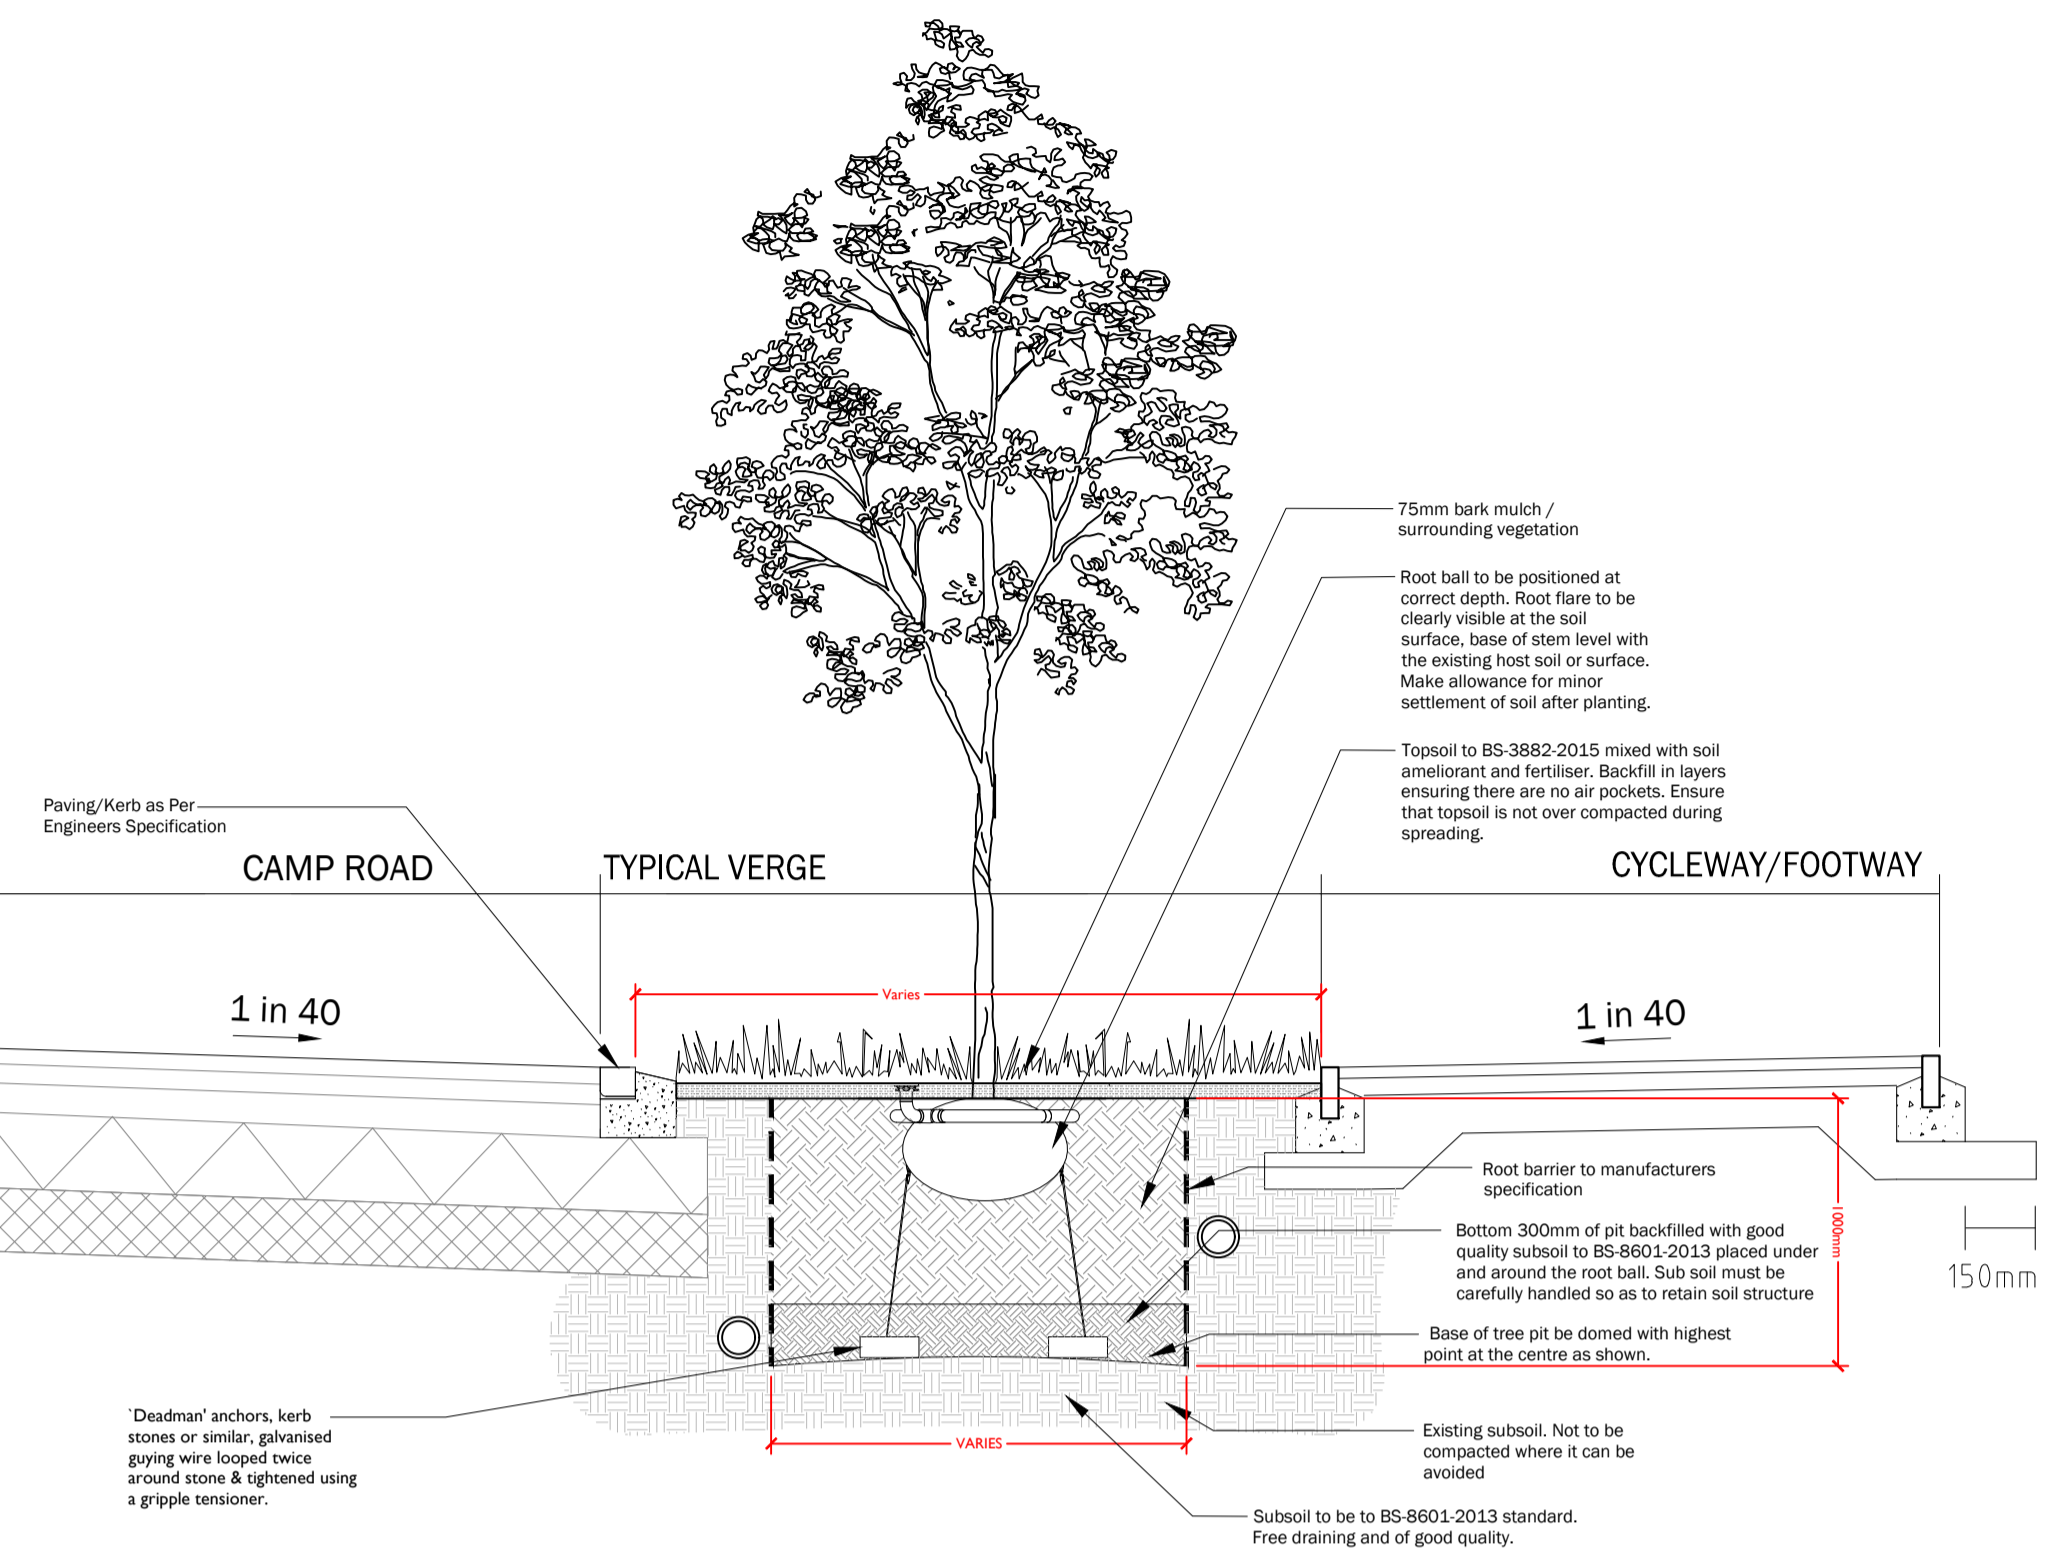 75mm bark mulch /
surrounding vegetation
Root ball to be positioned at
correct depth. Root flare to be
clearly visible at the soil
surface, base of stem level with
the existing host soil or surface.
Make allowance for minor
settlement of soil after planting.
Topsoil to BS-3882-2015 mixed with soil
ameliorant and fertiliser. Backfill in layers
ensuring there are no air pockets. Ensure
that topsoil is not over compacted during
spreading.
Paving/Kerb as Per
Engineers Specification
CAMP ROAD
TYPICAL VERGE
CYCLEWAY/FOOTWAY
1 in 40
Varies
1 in 40
Root barrier to manufacturers
specification
1000mm
Bottom 300mm of pit backfilled with good
quality subsoil to BS-8601-2013 placed under
and around the root ball. Sub soil must be
carefully handled so as to retain soil structure
150mm
Base of tree pit be domed with highest
point at the centre as shown.
`Deadman' anchors, kerb
stones or similar, galvanised
guying wire looped twice
around stone & tightened using
a gripple tensioner.
VARIES
Existing subsoil. Not to be
compacted where it can be
avoided
Subsoil to be to BS-8601-2013 standard.
Free draining and of good quality.